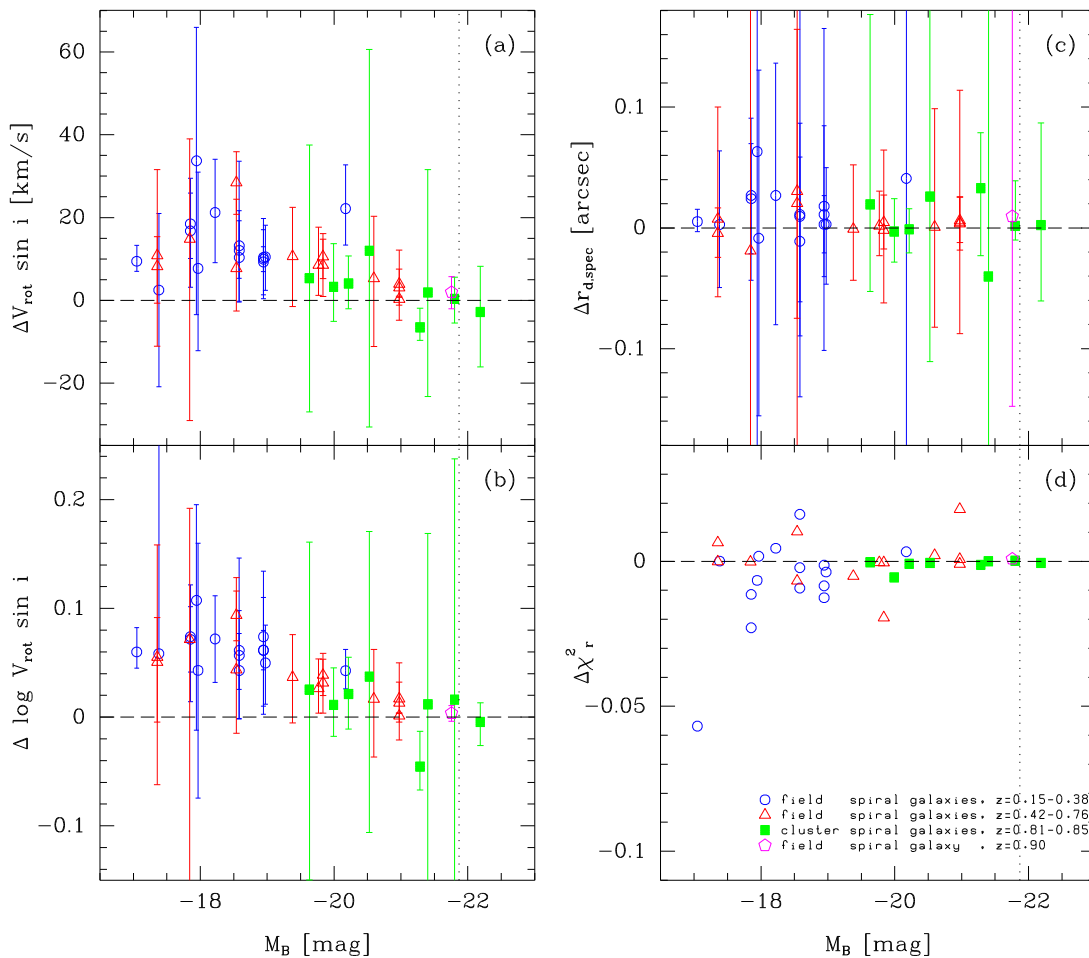 (a)
60
40
20
0
-20
ΔV_rot sin i [km/s]
(b)
0.2
0.1
0
-0.1
Δ log V_rot sin i
-18
-20
-22
M_B [mag]
(c)
0.1
0
-0.1
Δr_d,spec [arcsec]
(d)
0
-0.05
-0.1
Δχ²_r
field spiral galaxies, z=0.15-0.38
field spiral galaxies, z=0.42-0.76
cluster spiral galaxies, z=0.81-0.85
field spiral galaxy , z=0.90
-18
-20
-22
M_B [mag]